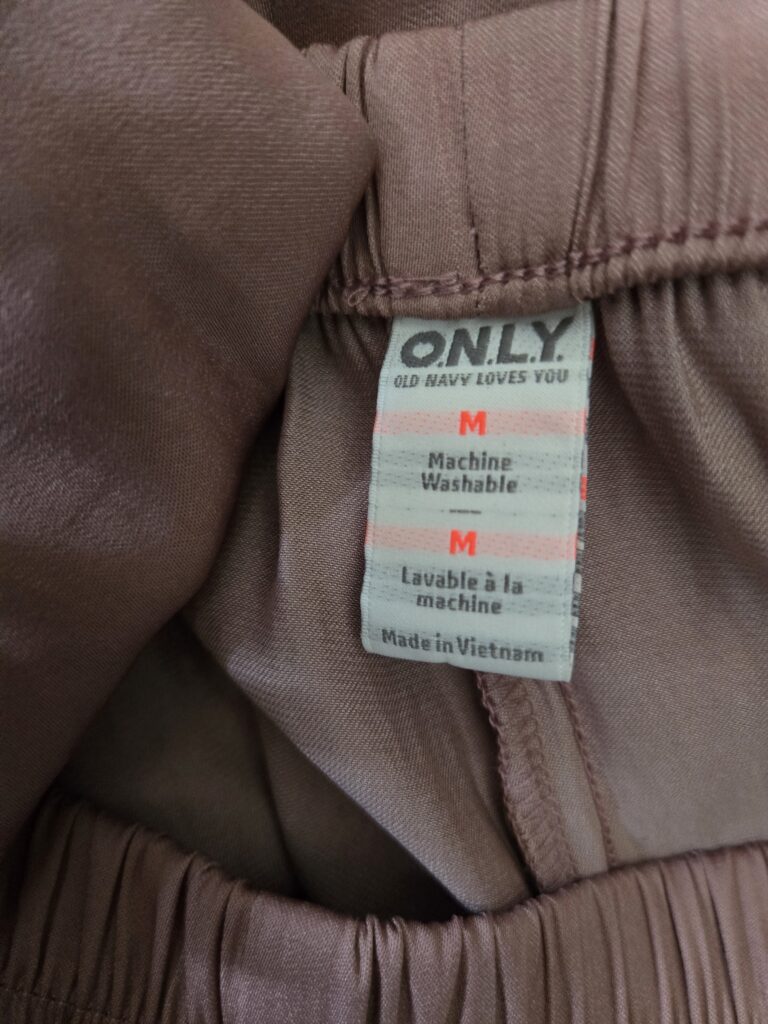 O.N.L.Y.
OLD NAVY LOVES YOU
M
Machine
Washable
M
Lavable à la
machine
Made in Vietnam